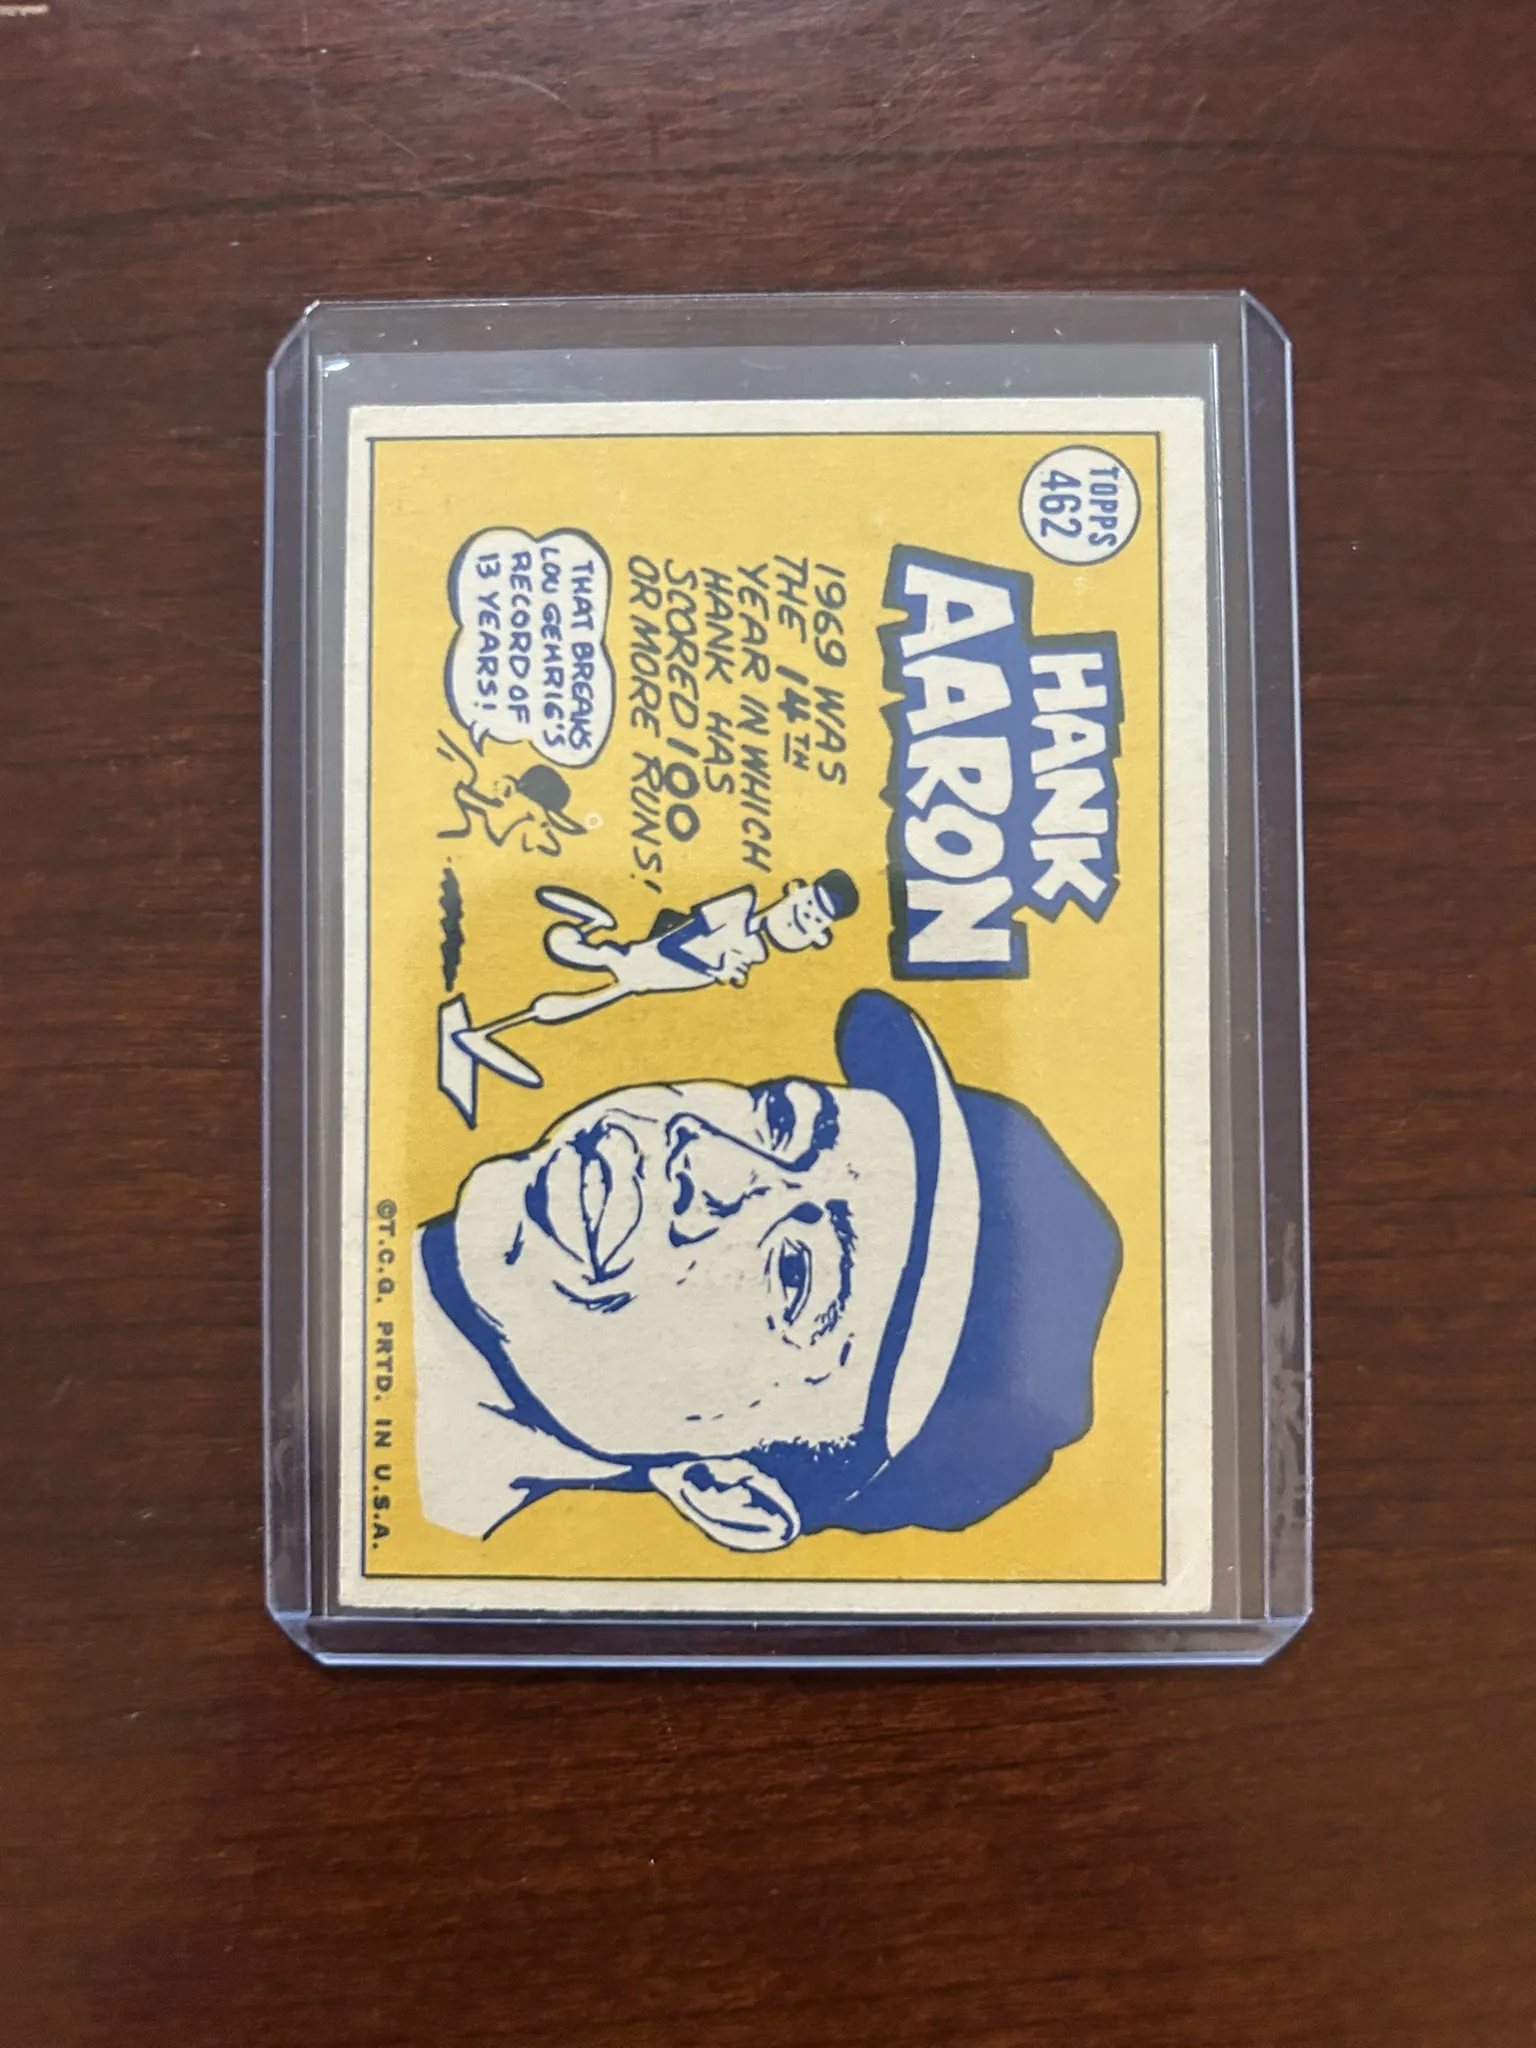 TOPPS
462
HANK
AARON
1969 WAS
THE 14TH
YEAR IN WHICH
HANK HAS
SCORED 100
OR MORE RUNS!
THAT BREAKS
LOU GEHRIG'S
RECORD OF
13 YEARS!
©T.C.G. PRTD. IN U.S.A.